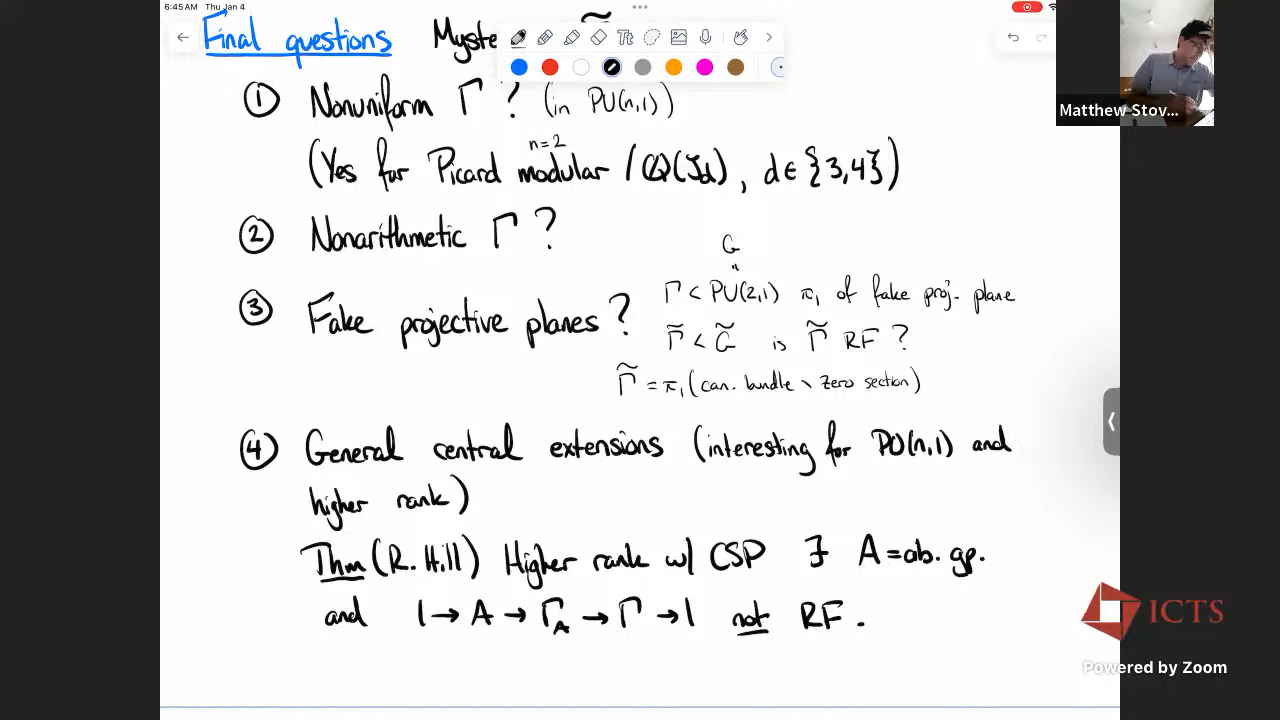 6:45AM Thu Jan 4
Final questions Myste
① Nonuniform Γ ? (in PU(n,1))
n=2
(Yes for Picard modular / Q(ζd), d ∈ {3,4})
② Nonarithmetic Γ ?
G
"
③ Fake projective planes ?
Γ < PU(2,1) π₁ of fake proj. plane
Γ̃ < G̃ is Γ̃ RF ?
Γ̃ = π₁(can. bundle \ zero section)
④ General central extensions (interesting for PU(n,1) and
higher rank)
Thm (R. Hill) Higher rank w/ CSP ∃ A = ab. gp.
and 1 → A → Γ_A → Γ → 1 not RF.
Matthew Stov...
ICTS
Powered by Zoom